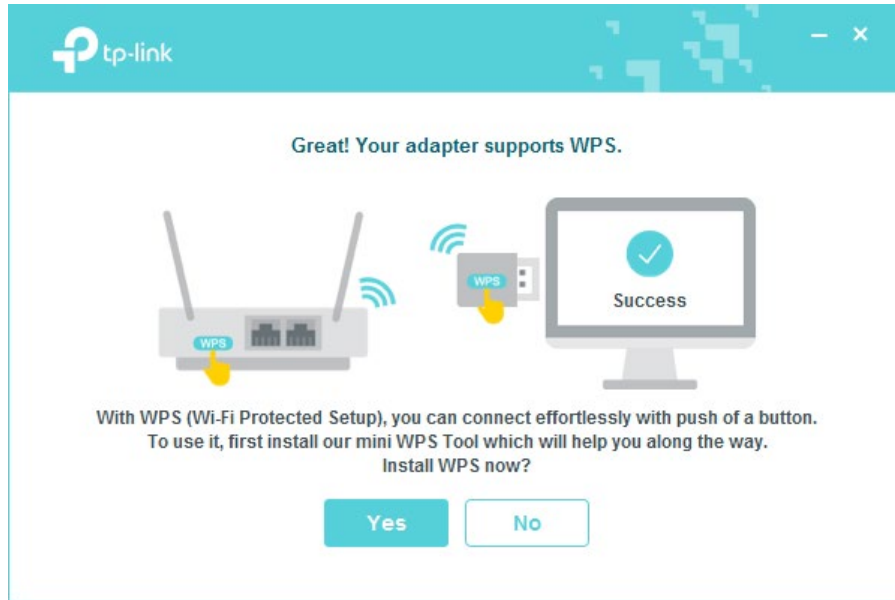 tp-link
Great! Your adapter supports WPS.
WPS
WPS
Success
With WPS (Wi-Fi Protected Setup), you can connect effortlessly with push of a button.
To use it, first install our mini WPS Tool which will help you along the way.
Install WPS now?
Yes
No